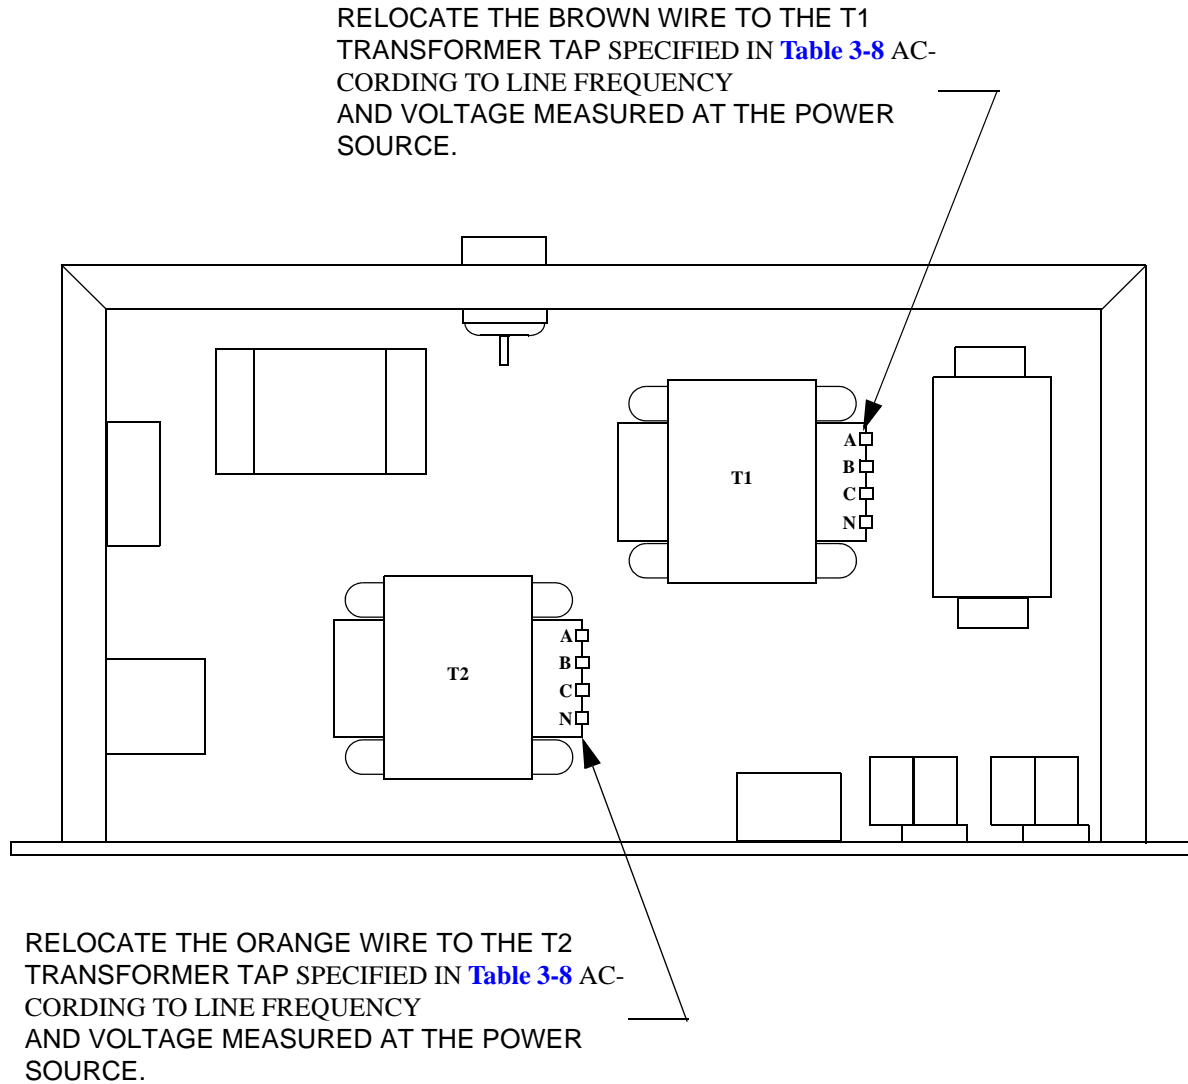 RELOCATE THE BROWN WIRE TO THE T1
TRANSFORMER TAP SPECIFIED IN Table 3-8 AC-
CORDING TO LINE FREQUENCY
AND VOLTAGE MEASURED AT THE POWER
SOURCE.
A
B
T1
C
N
A
B
T2
C
N
RELOCATE THE ORANGE WIRE TO THE T2
TRANSFORMER TAP SPECIFIED IN Table 3-8 AC-
CORDING TO LINE FREQUENCY
AND VOLTAGE MEASURED AT THE POWER
SOURCE.